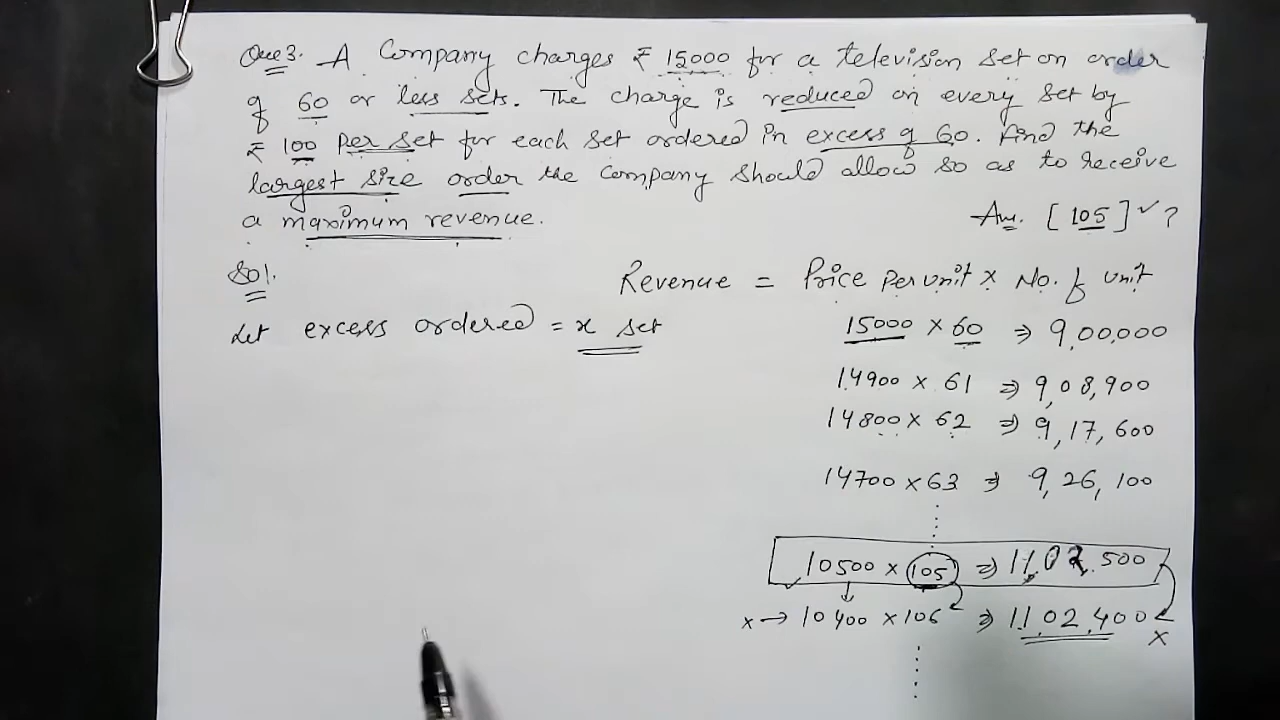 Que 3. A Company charges ₹ 15000 for a television set on order
of 60 or less sets. The charge is reduced on every set by
₹ 100 per set for each set ordered in excess of 60. Find the
largest size order the company should allow so as to receive
a maximum revenue.
Ans. [105] ✓ ?
Sol.
Revenue = Price per unit × No. of unit
Let excess ordered = x set
15000 × 60 ⇒ 9,00,000
14900 × 61 ⇒ 9,08,900
14800 × 62 ⇒ 9,17,600
14700 × 63 ⇒ 9,26,100
10500 × 105 ⇒ 11,02,500
x → 10400 × 106 ⇒ 11,02,400
x